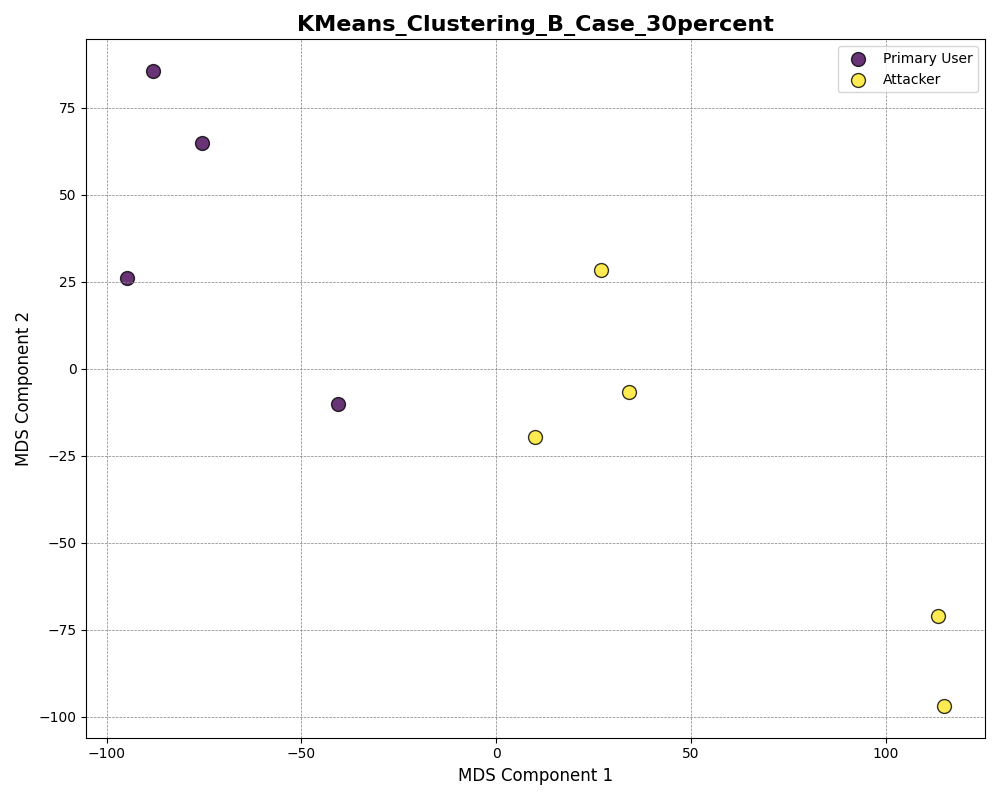 KMeans_Clustering_B_Case_30percent
Primary User
Attacker
75
50
25
0
−25
−50
−75
−100
MDS Component 2
−100 −50 0 50 100
MDS Component 1